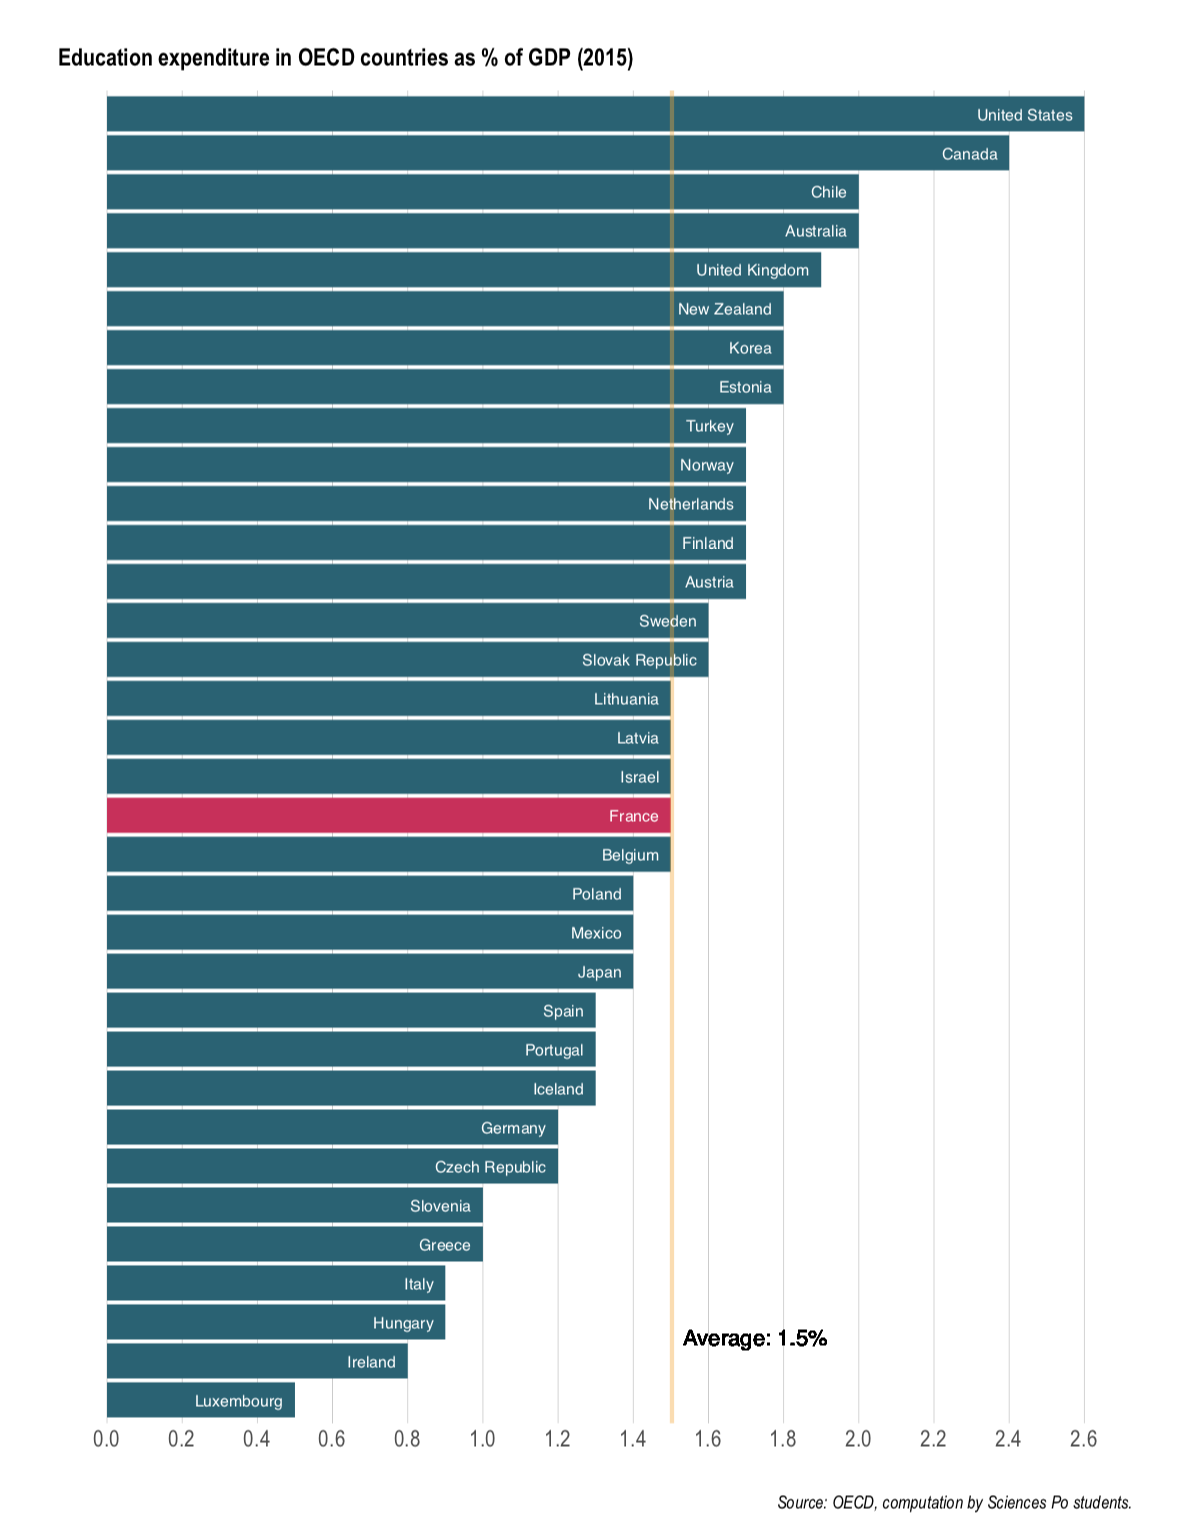 Education expenditure in OECD countries as % of GDP (2015)
United States
Canada
Chile
Australia
United Kingdom
New Zealand
Korea
Estonia
Turkey
Norway
Netherlands
Finland
Austria
Sweden
Slovak Republic
Lithuania
Latvia
Israel
France
Belgium
Poland
Mexico
Japan
Spain
Portugal
Iceland
Germany
Czech Republic
Slovenia
Greece
Italy
Hungary
Average: 1.5%
Ireland
Luxembourg
0.0 0.2 0.4 0.6 0.8 1.0 1.2 1.4 1.6 1.8 2.0 2.2 2.4 2.6
Source: OECD, computation by Sciences Po students.